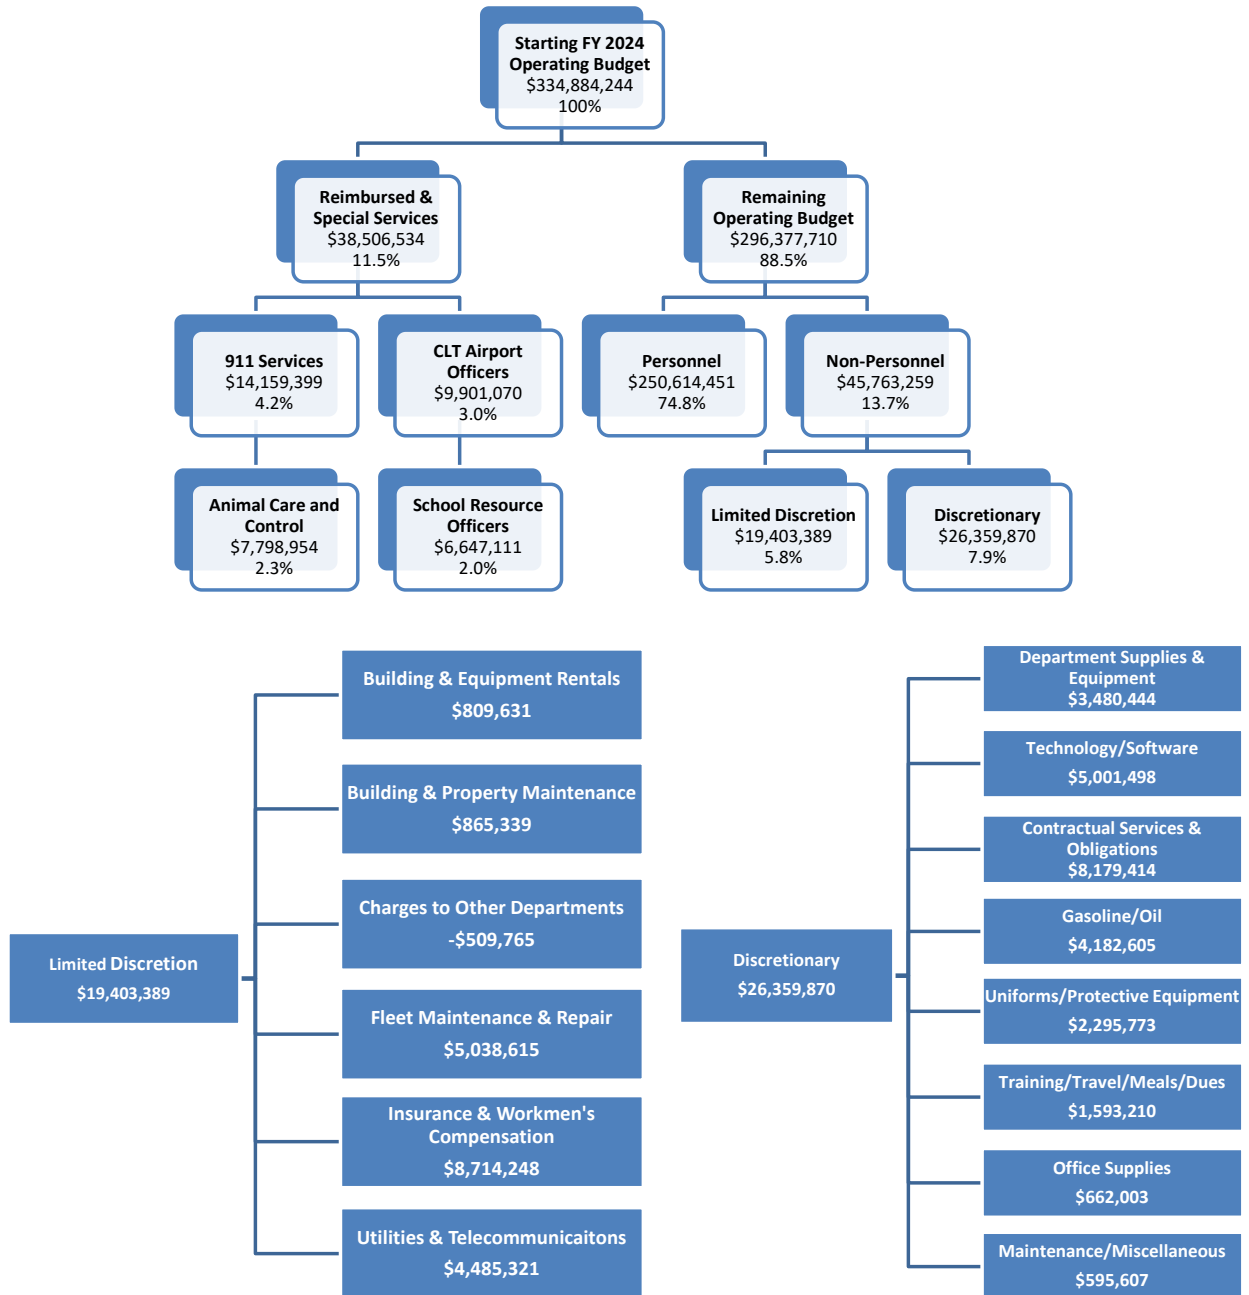 Starting FY 2024
Operating Budget
$334,884,244
100%
Reimbursed &
Special Services
$38,506,534
11.5%
Remaining
Operating Budget
$296,377,710
88.5%
911 Services
$14,159,399
4.2%
CLT Airport
Officers
$9,901,070
3.0%
Personnel
$250,614,451
74.8%
Non-Personnel
$45,763,259
13.7%
Animal Care and
Control
$7,798,954
2.3%
School Resource
Officers
$6,647,111
2.0%
Limited Discretion
$19,403,389
5.8%
Discretionary
$26,359,870
7.9%
Limited Discretion
$19,403,389
Building & Equipment Rentals
$809,631
Building & Property Maintenance
$865,339
Charges to Other Departments
-$509,765
Fleet Maintenance & Repair
$5,038,615
Insurance & Workmen's
Compensation
$8,714,248
Utilities & Telecommunicaitons
$4,485,321
Discretionary
$26,359,870
Department Supplies &
Equipment
$3,480,444
Technology/Software
$5,001,498
Contractual Services &
Obligations
$8,179,414
Gasoline/Oil
$4,182,605
Uniforms/Protective Equipment
$2,295,773
Training/Travel/Meals/Dues
$1,593,210
Office Supplies
$662,003
Maintenance/Miscellaneous
$595,607